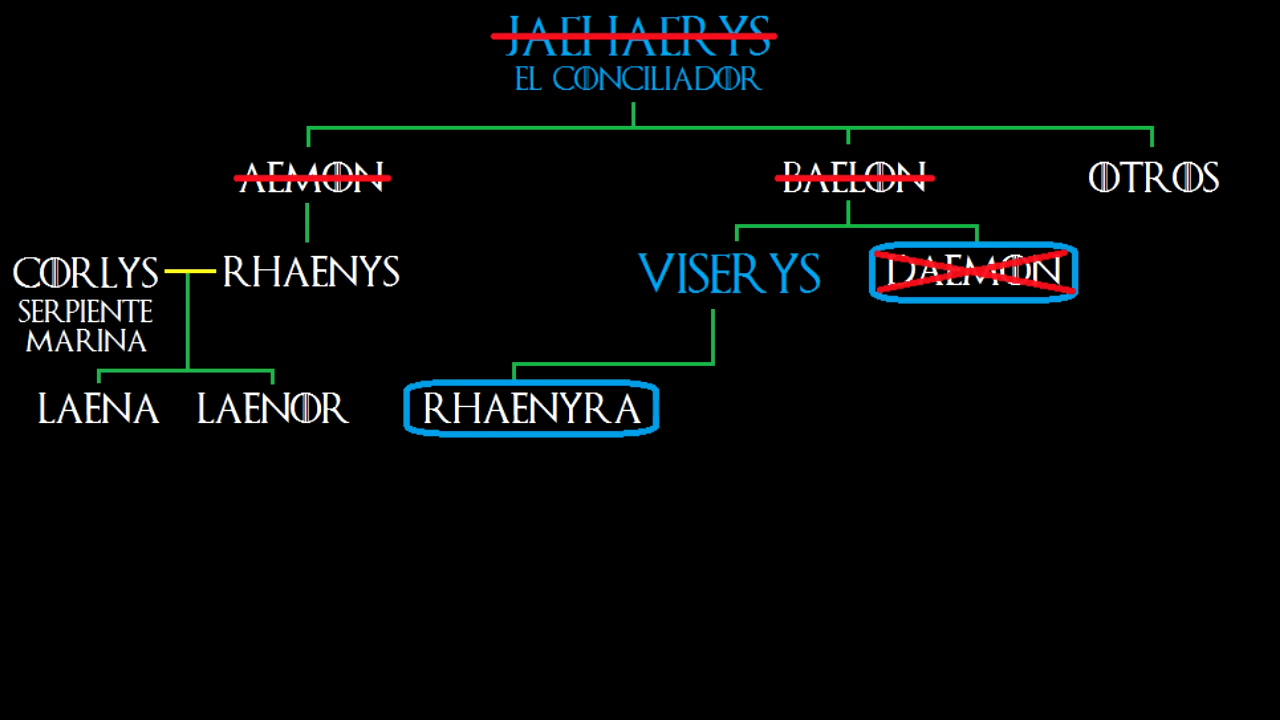 JAEHAERYS
EL CONCILIADOR
AEMON
BAELON
OTROS
CORLYS
RHAENYS
VISERYS
DAEMON
SERPIENTE
MARINA
LAENA
LAENOR
RHAENYRA